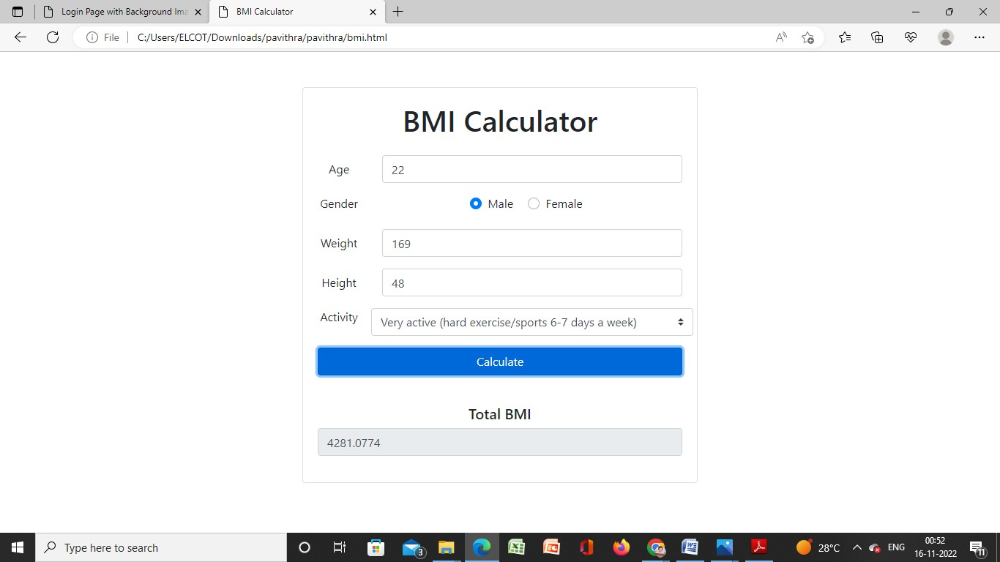 Login Page with Background Ima
BMI Calculator
File
C:/Users/ELCOT/Downloads/pavithra/pavithra/bmi.html
BMI Calculator
Age 22
Gender Male Female
Weight 169
Height 48
Activity Very active (hard exercise/sports 6-7 days a week)
Calculate
Total BMI
4281.0774
Type here to search
3
28°C
ENG
00:52
16-11-2022
11